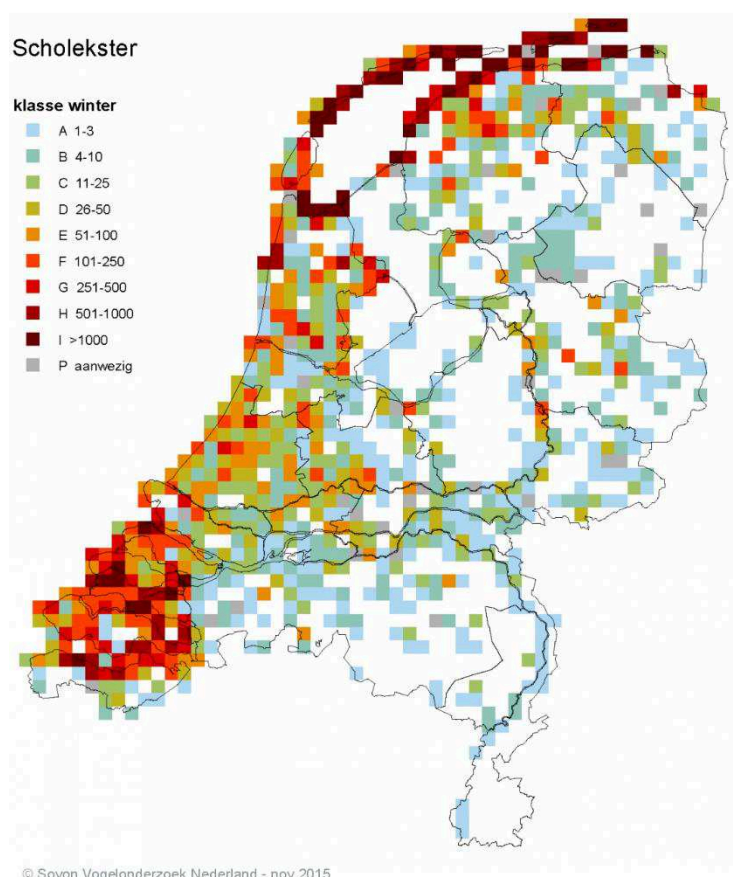 Scholekster
klasse winter
A 1-3
B 4-10
C 11-25
D 26-50
E 51-100
F 101-250
G 251-500
H 501-1000
I >1000
P aanwezig
© Sovon Vogelonderzoek Nederland - nov 2015